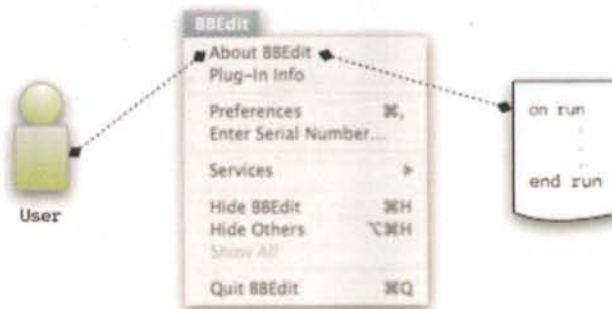 BBEdit
About BBEdit
Plug-In Info
Preferences ⌘,
Enter Serial Number...
Services ▶
Hide BBEdit ⌘H
Hide Others ⌥⌘H
Show All
Quit BBEdit ⌘Q
User
on run
.
.
..
end run